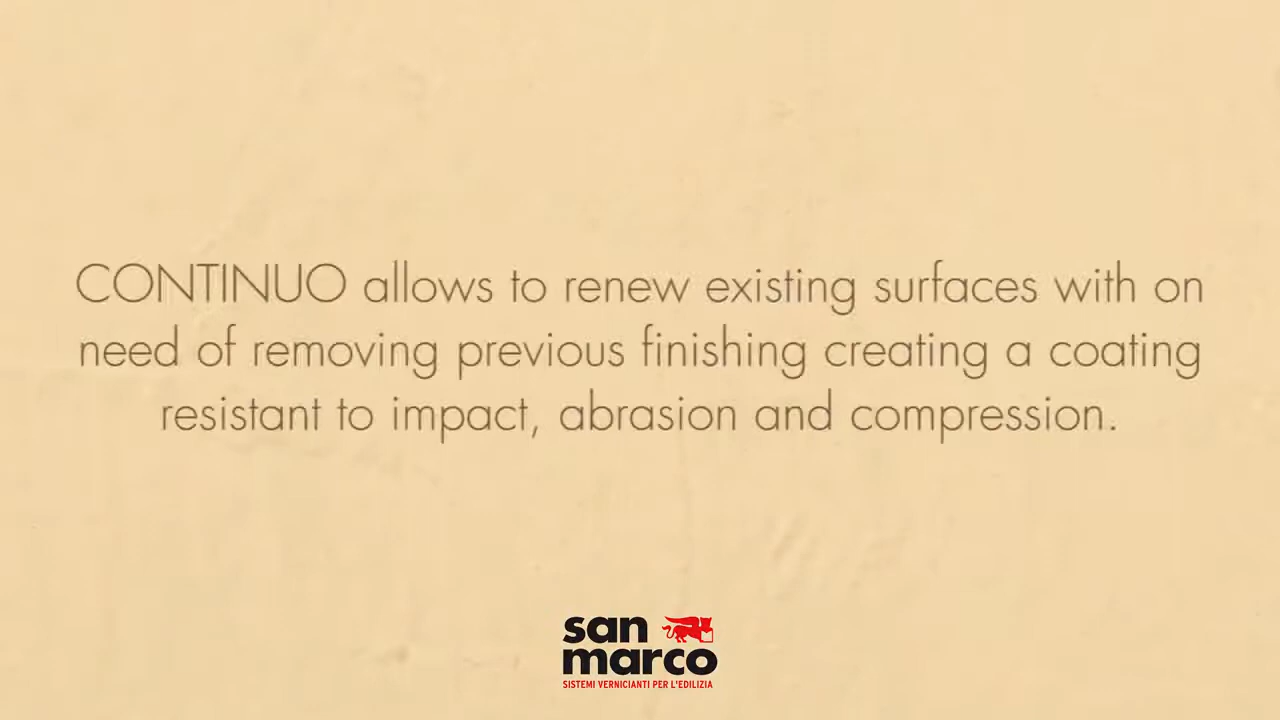 CONTINUO allows to renew existing surfaces with on
need of removing previous finishing creating a coating
resistant to impact, abrasion and compression.
san
marco
SISTEMI VERNICIANTI PER L'EDILIZIA